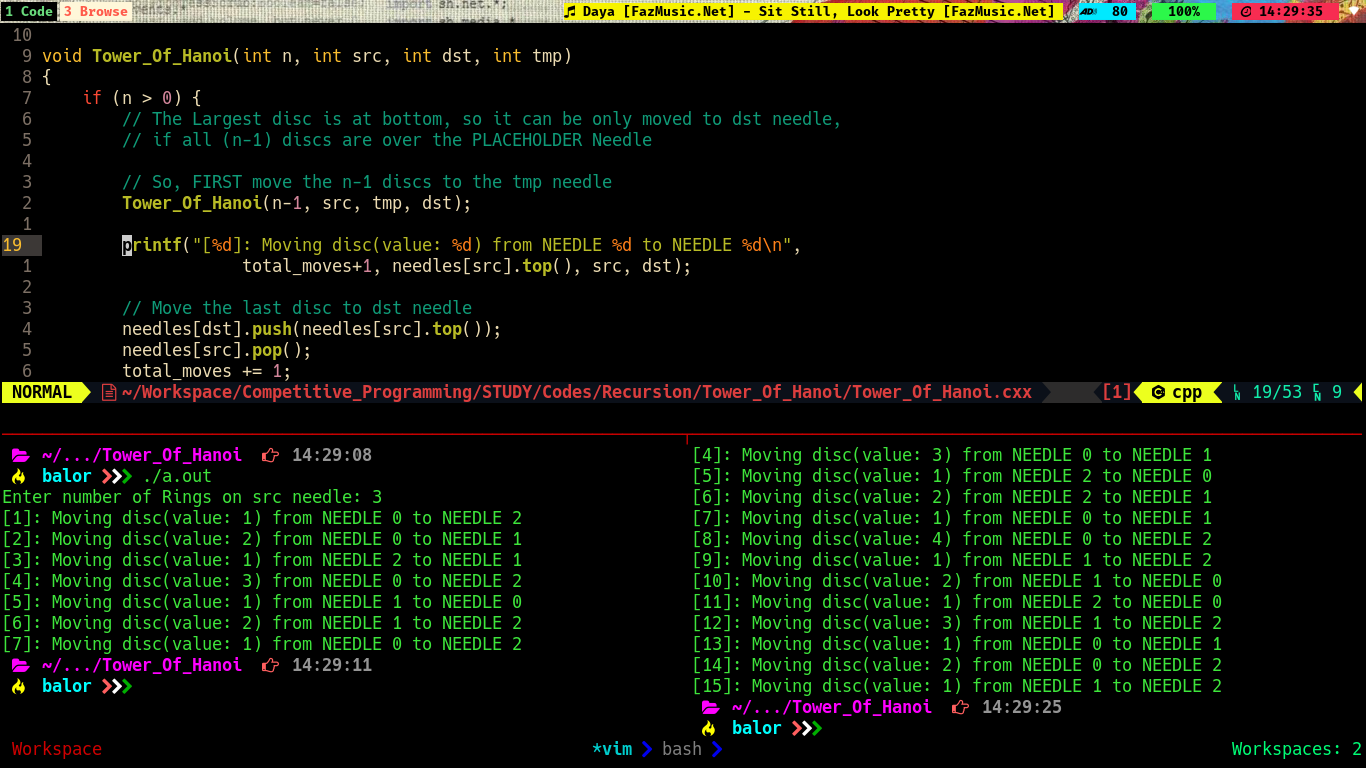 1 Code 3 Browse Daya [FazMusic.Net] - Sit Still, Look Pretty [FazMusic.Net] 80 100% 14:29:35
10
9 void Tower_Of_Hanoi(int n, int src, int dst, int tmp)
8 {
7 if (n > 0) {
6 // The Largest disc is at bottom, so it can be only moved to dst needle,
5 // if all (n-1) discs are over the PLACEHOLDER Needle
4
3 // So, FIRST move the n-1 discs to the tmp needle
2 Tower_Of_Hanoi(n-1, src, tmp, dst);
1
19 printf("[%d]: Moving disc(value: %d) from NEEDLE %d to NEEDLE %d\n",
1 total_moves+1, needles[src].top(), src, dst);
2
3 // Move the last disc to dst needle
4 needles[dst].push(needles[src].top());
5 needles[src].pop();
6 total_moves += 1;
NORMAL ~/Workspace/Competitive_Programming/STUDY/Codes/Recursion/Tower_Of_Hanoi/Tower_Of_Hanoi.cxx [1] cpp LN 19/53 CN 9
~/.../Tower_Of_Hanoi 14:29:08
balor ./a.out
Enter number of Rings on src needle: 3
[1]: Moving disc(value: 1) from NEEDLE 0 to NEEDLE 2
[2]: Moving disc(value: 2) from NEEDLE 0 to NEEDLE 1
[3]: Moving disc(value: 1) from NEEDLE 2 to NEEDLE 1
[4]: Moving disc(value: 3) from NEEDLE 0 to NEEDLE 2
[5]: Moving disc(value: 1) from NEEDLE 1 to NEEDLE 0
[6]: Moving disc(value: 2) from NEEDLE 1 to NEEDLE 2
[7]: Moving disc(value: 1) from NEEDLE 0 to NEEDLE 2
~/.../Tower_Of_Hanoi 14:29:11
balor
[4]: Moving disc(value: 3) from NEEDLE 0 to NEEDLE 1
[5]: Moving disc(value: 1) from NEEDLE 2 to NEEDLE 0
[6]: Moving disc(value: 2) from NEEDLE 2 to NEEDLE 1
[7]: Moving disc(value: 1) from NEEDLE 0 to NEEDLE 1
[8]: Moving disc(value: 4) from NEEDLE 0 to NEEDLE 2
[9]: Moving disc(value: 1) from NEEDLE 1 to NEEDLE 2
[10]: Moving disc(value: 2) from NEEDLE 1 to NEEDLE 0
[11]: Moving disc(value: 1) from NEEDLE 2 to NEEDLE 0
[12]: Moving disc(value: 3) from NEEDLE 1 to NEEDLE 2
[13]: Moving disc(value: 1) from NEEDLE 0 to NEEDLE 1
[14]: Moving disc(value: 2) from NEEDLE 0 to NEEDLE 2
[15]: Moving disc(value: 1) from NEEDLE 1 to NEEDLE 2
~/.../Tower_Of_Hanoi 14:29:25
balor
Workspace *vim bash Workspaces: 2